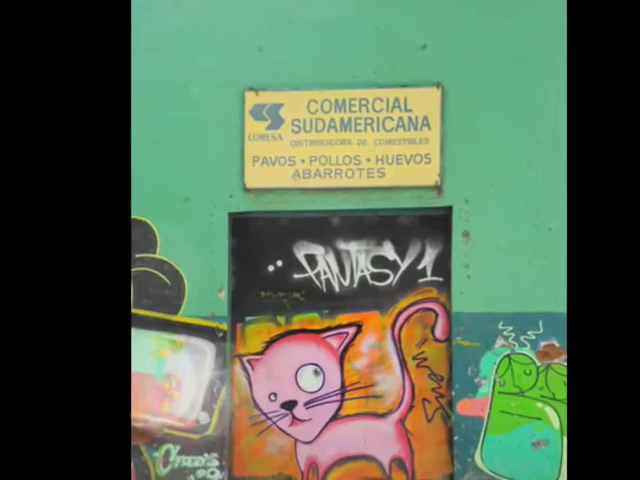 COMERCIAL
SUDAMERICANA
COMESA
DISTRIBUIDORA DE COMESTIBLES
PAVOS • POLLOS • HUEVOS
ABARROTES
FANTASY 1